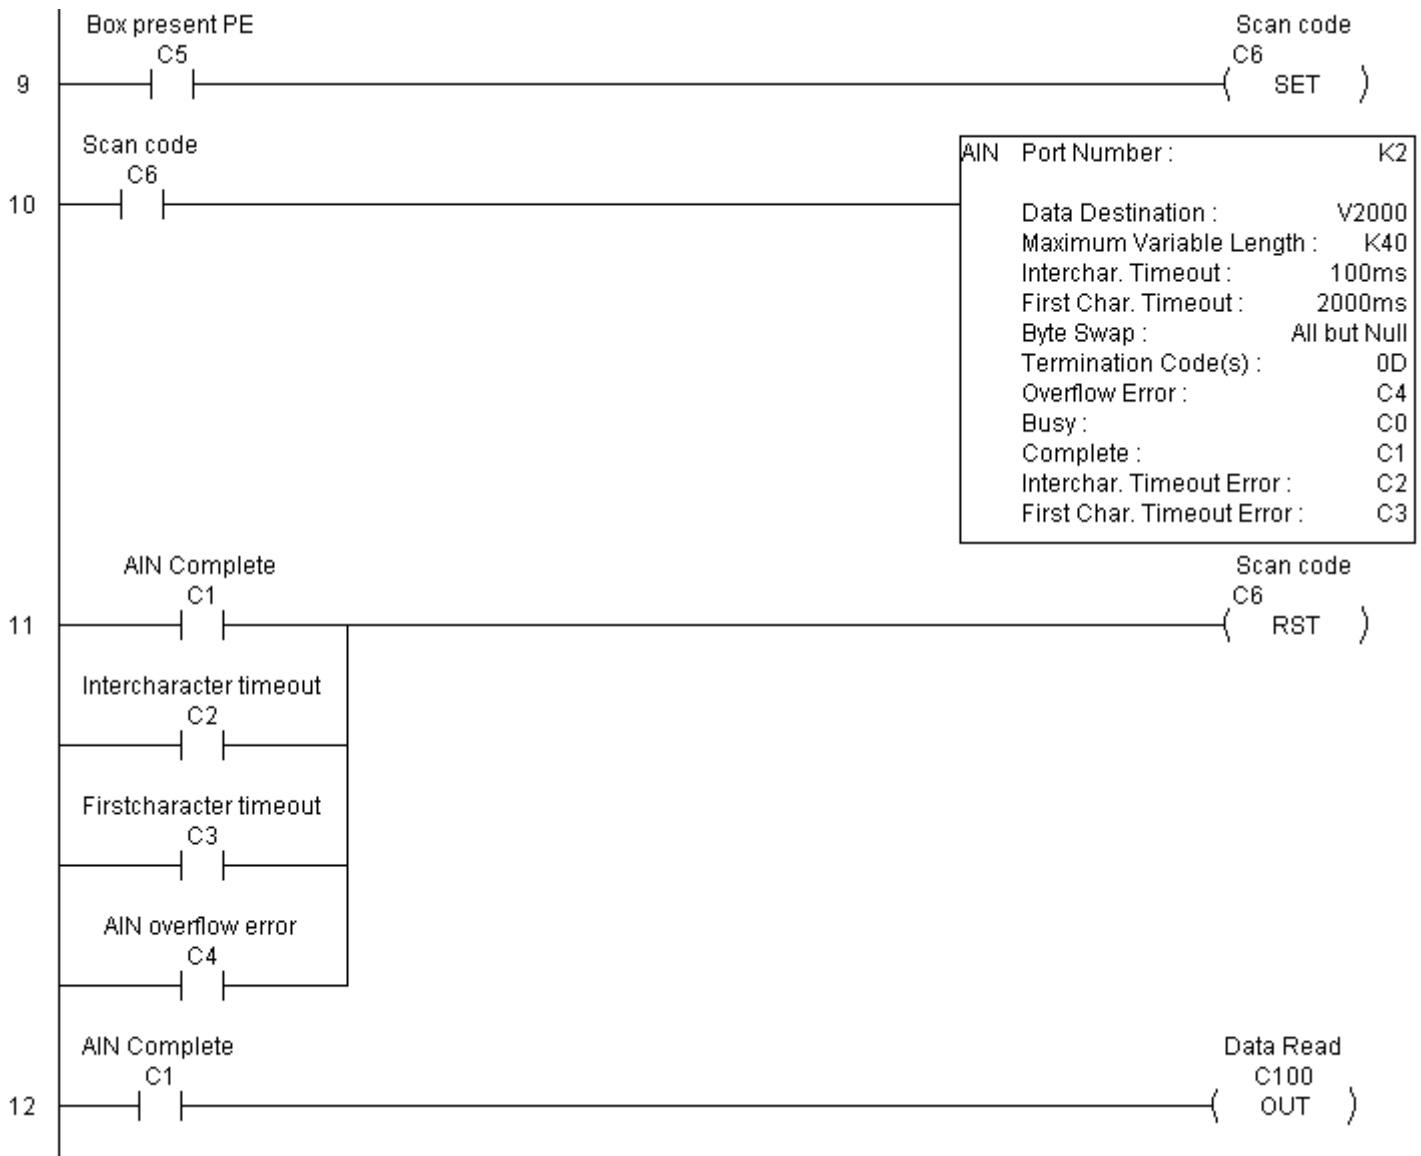 Box present PE
C5
Scan code
C6
9
SET
Scan code
C6
10
AIN Port Number : K2
Data Destination : V2000
Maximum Variable Length : K40
Interchar. Timeout : 100ms
First Char. Timeout : 2000ms
Byte Swap : All but Null
Termination Code(s) : 0D
Overflow Error : C4
Busy : C0
Complete : C1
Interchar. Timeout Error : C2
First Char. Timeout Error : C3
AIN Complete
C1
Scan code
C6
11
RST
Intercharacter timeout
C2
Firstcharacter timeout
C3
AIN overflow error
C4
AIN Complete
C1
Data Read
C100
12
OUT